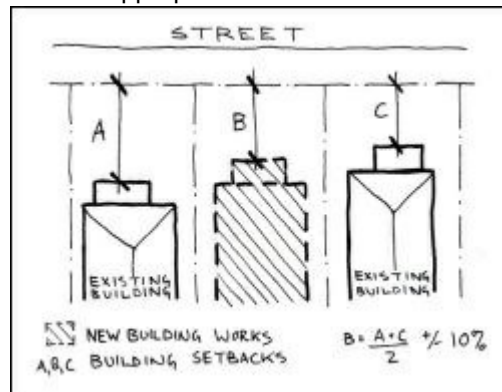 STREET
A
B
C
EXISTING
BUILDING
EXISTING
BUILDING
NEW BUILDING WORKS
A,B,C BUILDING SETBACKS
B = A+C / 2 +/- 10%